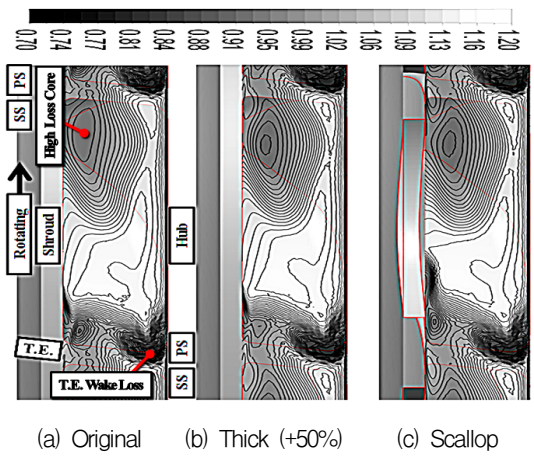 0.70 0.74 0.77 0.81 0.84 0.88 0.91 0.95 0.99 1.02 1.06 1.09 1.13 1.16 1.20
PS
SS
High Loss Core
Rotating
Shroud
Hub
T.E.
PS
SS
T.E. Wake Loss
(a) Original
(b) Thick (+50%)
(c) Scallop